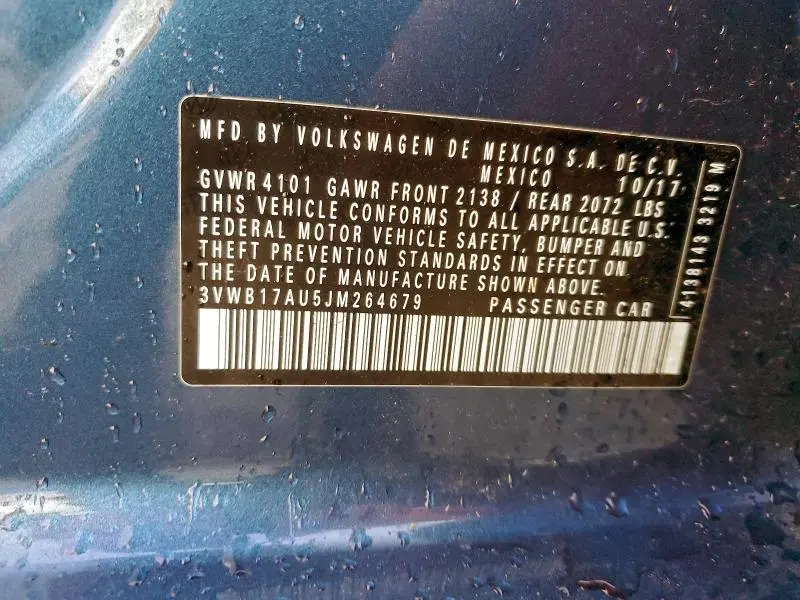 MFD BY VOLKSWAGEN DE MEXICO S.A. DE C.V.
MEXICO 10/17
GVWR 4101 GAWR FRONT 2138 / REAR 2072 LBS
THIS VEHICLE CONFORMS TO ALL APPLICABLE U.S.
FEDERAL MOTOR VEHICLE SAFETY, BUMPER AND
THEFT PREVENTION STANDARDS IN EFFECT ON
THE DATE OF MANUFACTURE SHOWN ABOVE.
3VWB17AU5JM264679 PASSENGER CAR
4138143 3219 M